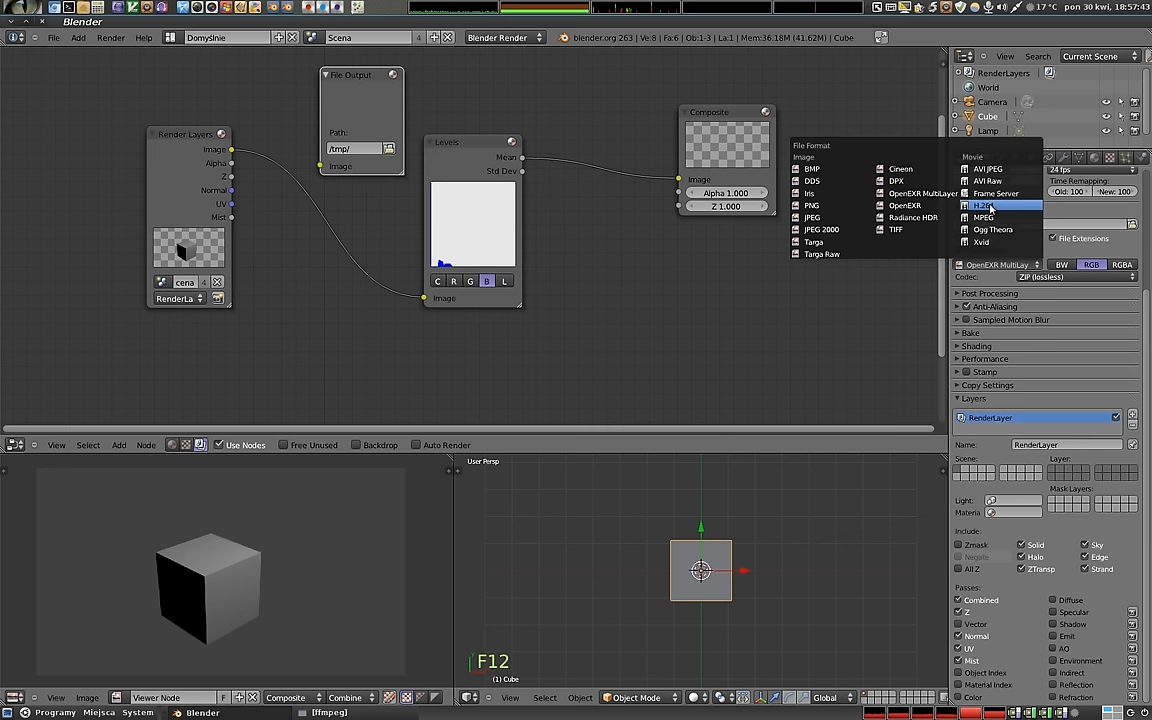 17 °C pon 30 kwi, 18:57:43
Blender
File Add Render Help Domyślnie Scena 4 Blender Render blender.org 263 | Ve:8 | Fa:6 | Ob:1-3 | La:1 | Mem:36.18M (41.62M) | Cube
View Search Current Scene
RenderLayers
World
Camera
Cube
Lamp
File Output
Path:
/tmp/
Image
Render Layers
Image
Alpha
Z
Normal
UV
Mist
cena 4
RenderLa
Levels
Mean
Std Dev
C R G B L
Image
Composite
Image
Alpha 1.000
Z 1.000
File Format
Image
BMP
DDS
Iris
PNG
JPEG
JPEG 2000
Targa
Targa Raw
Cineon
DPX
OpenEXR MultiLayer
OpenEXR
Radiance HDR
TIFF
Movie
AVI JPEG
AVI Raw
Frame Server
H.264
MPEG
Ogg Theora
Xvid
24 fps
Time Remapping:
Old: 100 New: 100
File Extensions
OpenEXR MultiLay BW RGB RGBA
Codec: ZIP (lossless)
Post Processing
Anti-Aliasing
Sampled Motion Blur
Bake
Shading
Performance
Stamp
Copy Settings
Layers
RenderLayer
Name: RenderLayer
Scene: Layer:
Mask Layers:
Light:
Materia
Include:
Zmask Solid Sky
Negate Halo Edge
All Z ZTransp Strand
Passes:
Combined Diffuse
Z Specular
Vector Shadow
Normal Emit
UV AO
Mist Environment
Object Index Indirect
Material Index Reflection
Color Refraction
View Select Add Node Use Nodes Free Unused Backdrop Auto Render
User Persp
F12
(1) Cube
View Image Viewer Node F Composite Combine
View Select Object Object Mode Global
Programy Miejsca System Blender [ffmpeg]